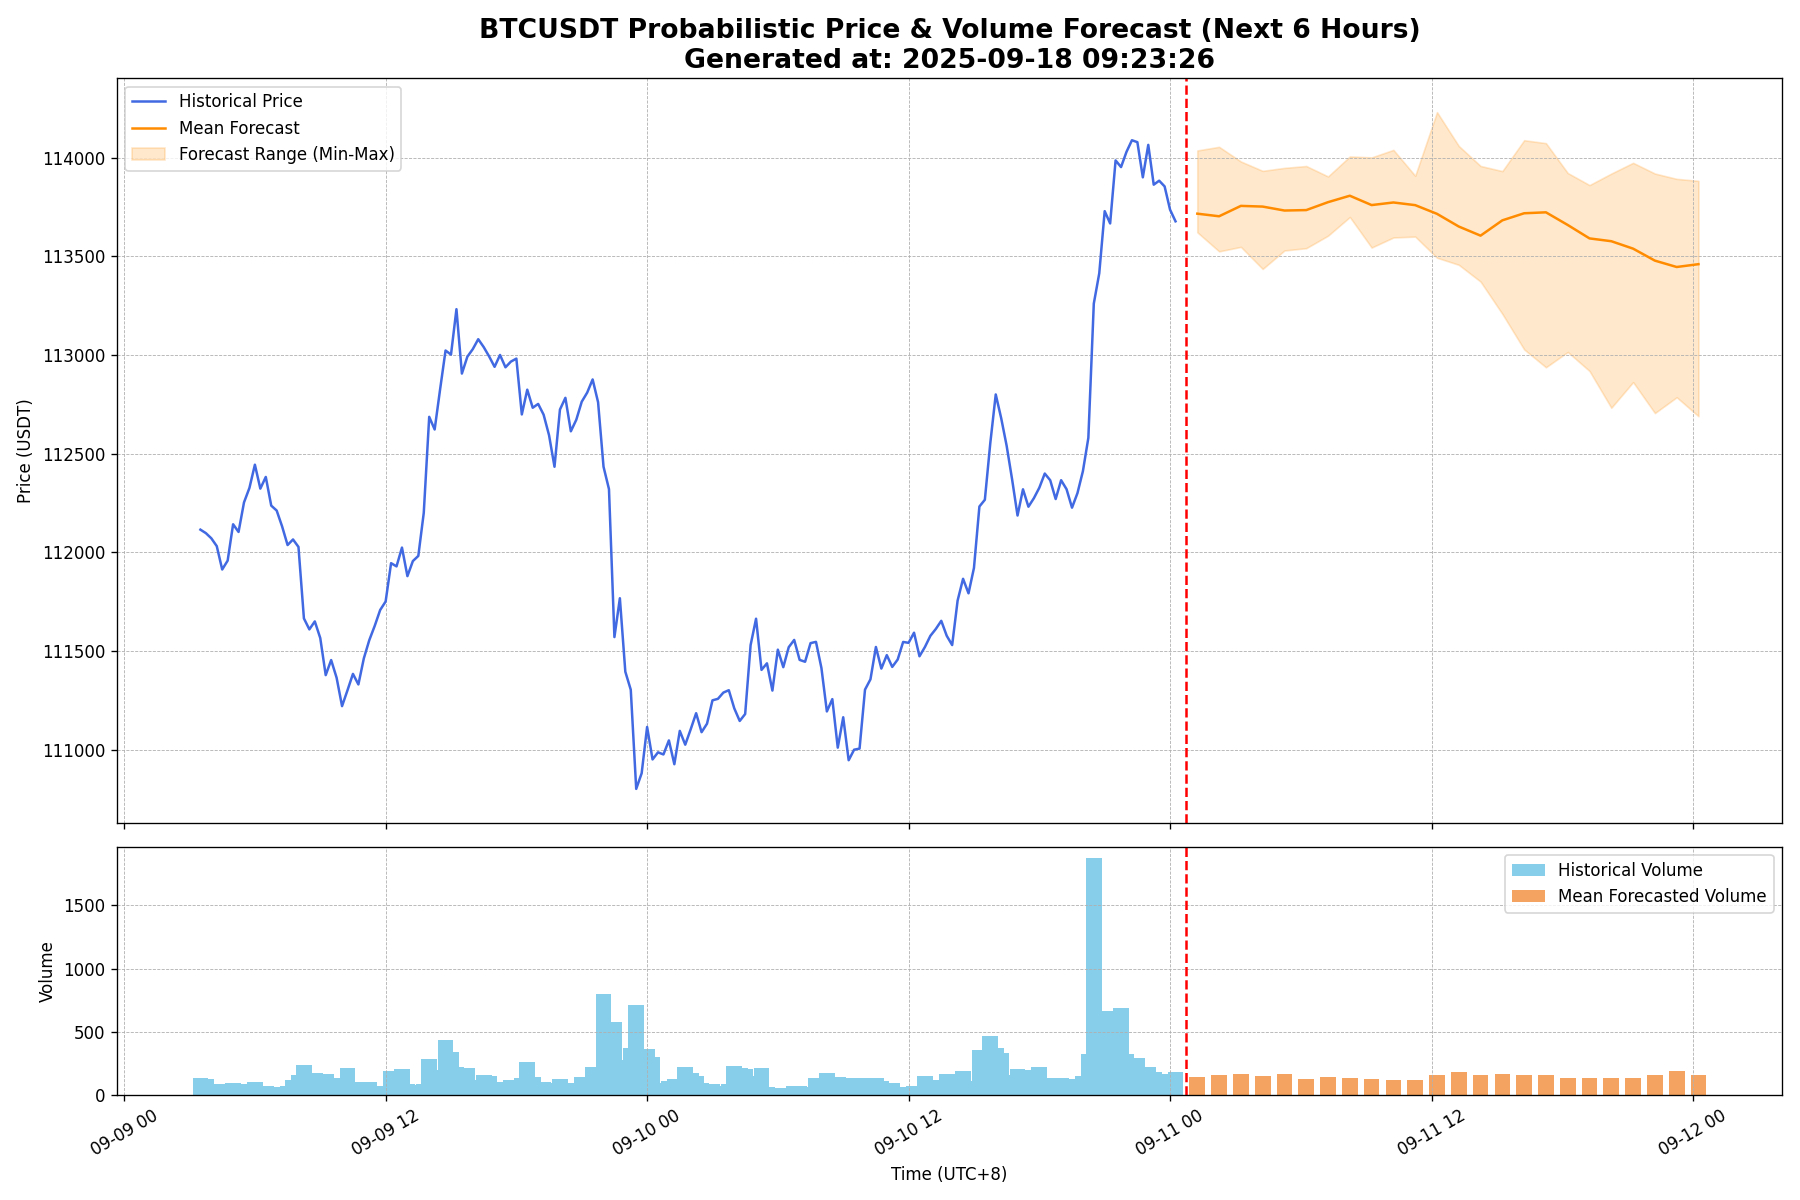 BTCUSDT Probabilistic Price & Volume Forecast (Next 6 Hours)
Generated at: 2025-09-18 09:23:26
Historical Price
Mean Forecast
Forecast Range (Min-Max)
Price (USDT)
114000
113500
113000
112500
112000
111500
111000
Historical Volume
Mean Forecasted Volume
Volume
1500
1000
500
0
09-09 00
09-09 12
09-10 00
09-10 12
09-11 00
09-11 12
09-12 00
Time (UTC+8)